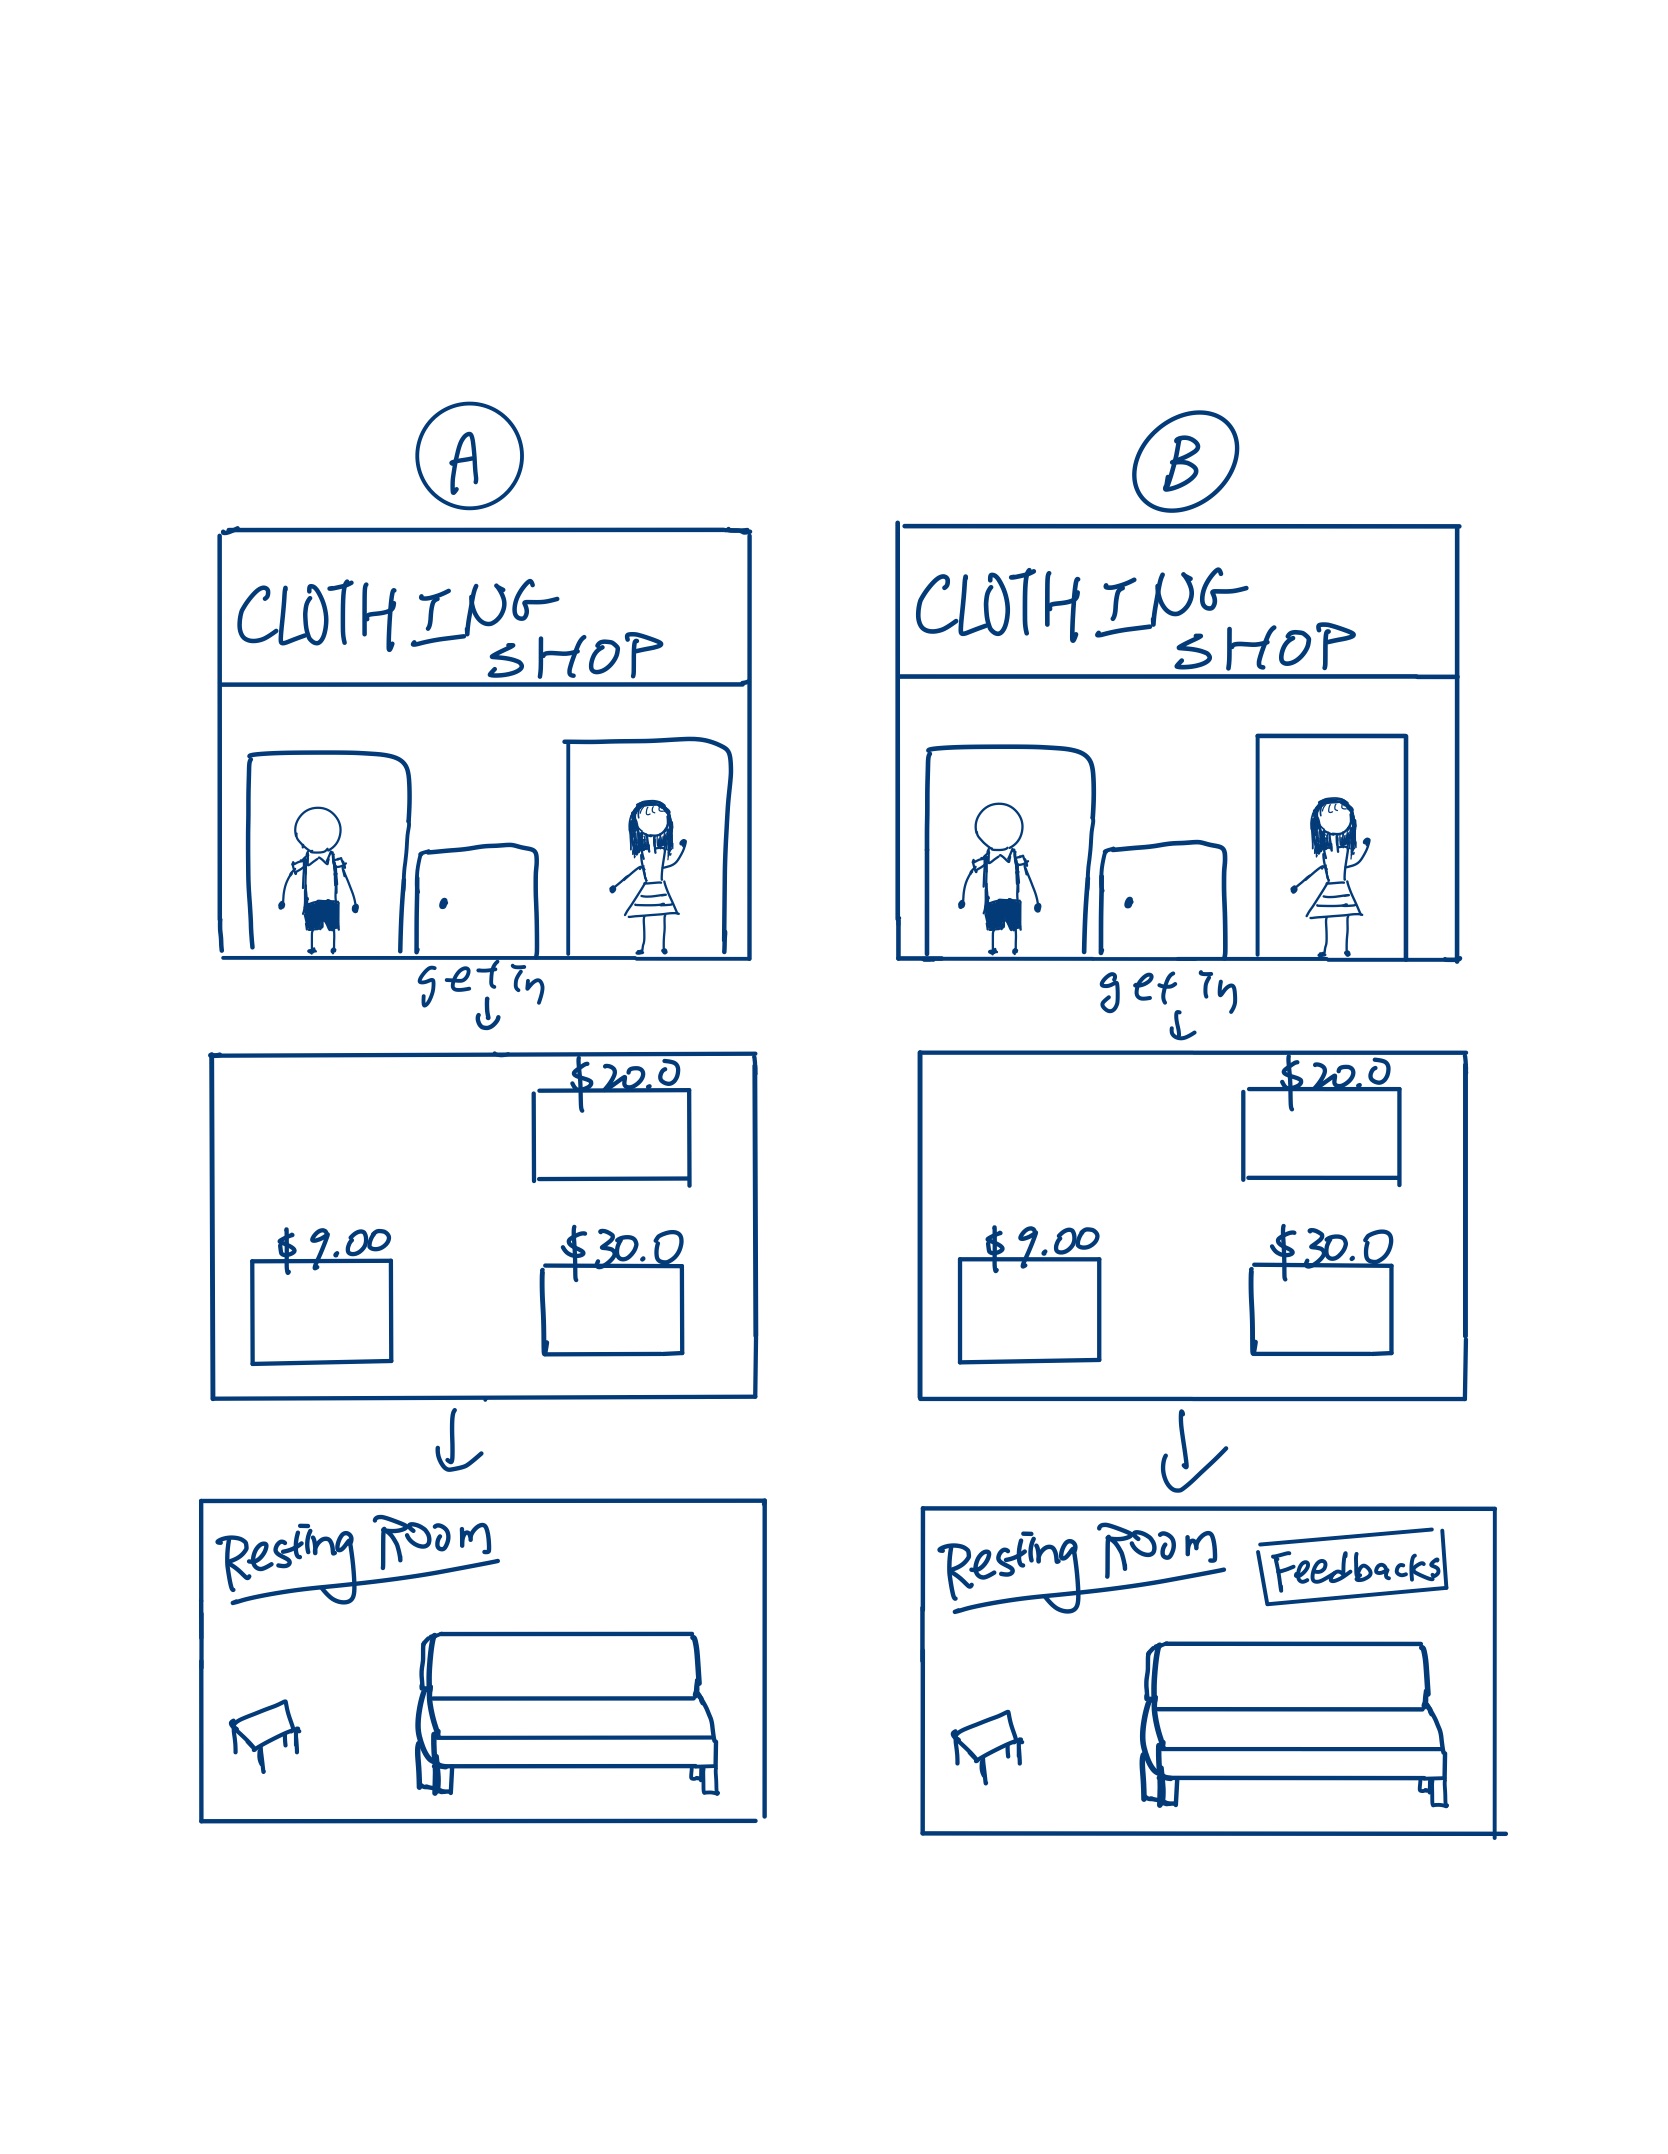 A
CLOTHING
SHOP
get in
$20.0
$9.00
$30.0
Resting Room
B
CLOTHING
SHOP
get in
$20.0
$9.00
$30.0
Resting Room
Feedbacks